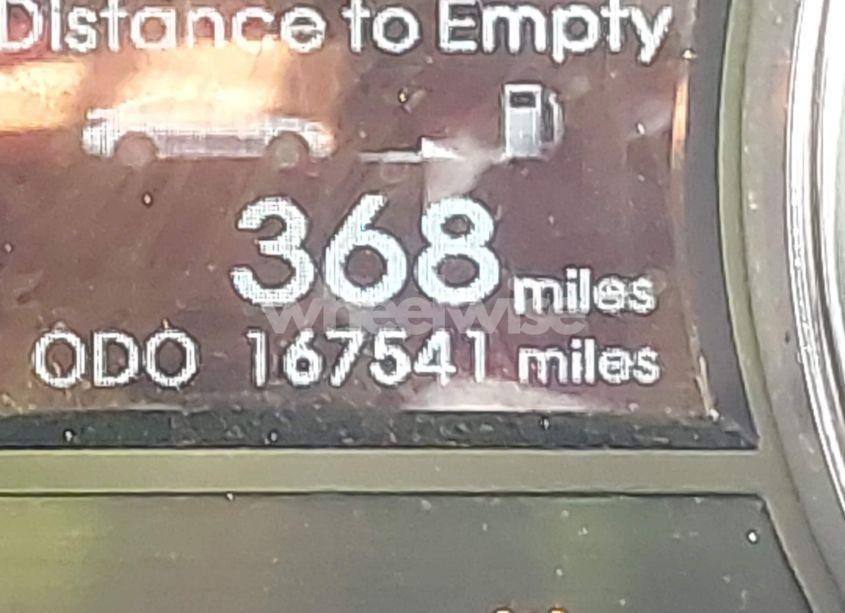 Distance to Empty
368 miles
wheelwise
ODO 167541 miles